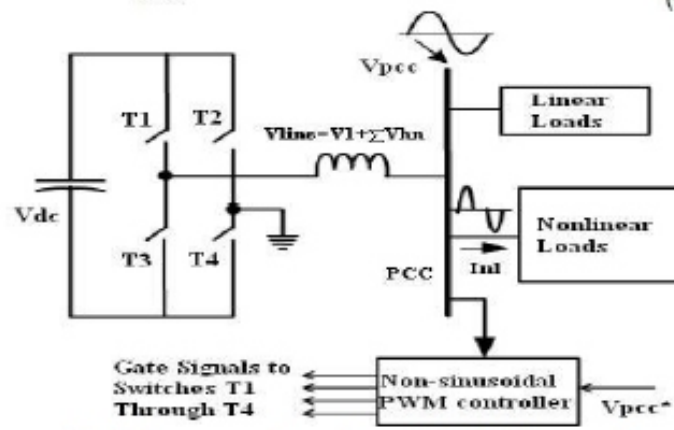 (
Vpcc
T1
T2
Vline=V1+∑Vhn
Linear
Loads
Vdc
T3
T4
PCC
Inl
Nonlinear
Loads
Gate Signals to
Switches T1
Through T4
Non-sinusoidal
PWM controller
Vpcc*